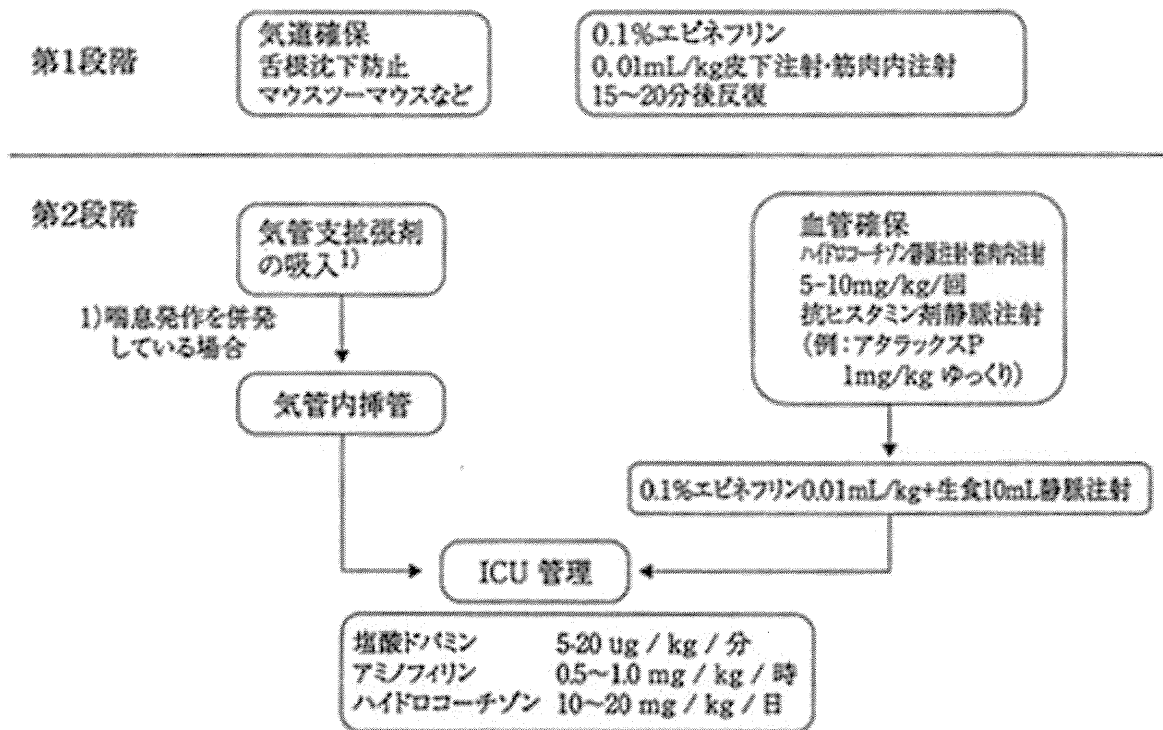 第1段階
気道確保
舌根沈下防止
マウスツーマウスなど
0.1%エピネフリン
0.01mL/kg皮下注射・筋肉内注射
15〜20分後反復
第2段階
気管支拡張剤
の吸入1)
1)喘息発作を併発
している場合
気管内挿管
血管確保
ハイドロコーチゾン静脈注射・筋肉内注射
5-10mg/kg/回
抗ヒスタミン剤静脈注射
(例:アタラックスP
1mg/kg ゆっくり)
0.1%エピネフリン0.01mL/kg+生食10mL静脈注射
ICU 管理
塩酸ドパミン 5-20 ug / kg / 分
アミノフィリン 0.5〜1.0 mg / kg / 時
ハイドロコーチゾン 10〜20 mg / kg / 日